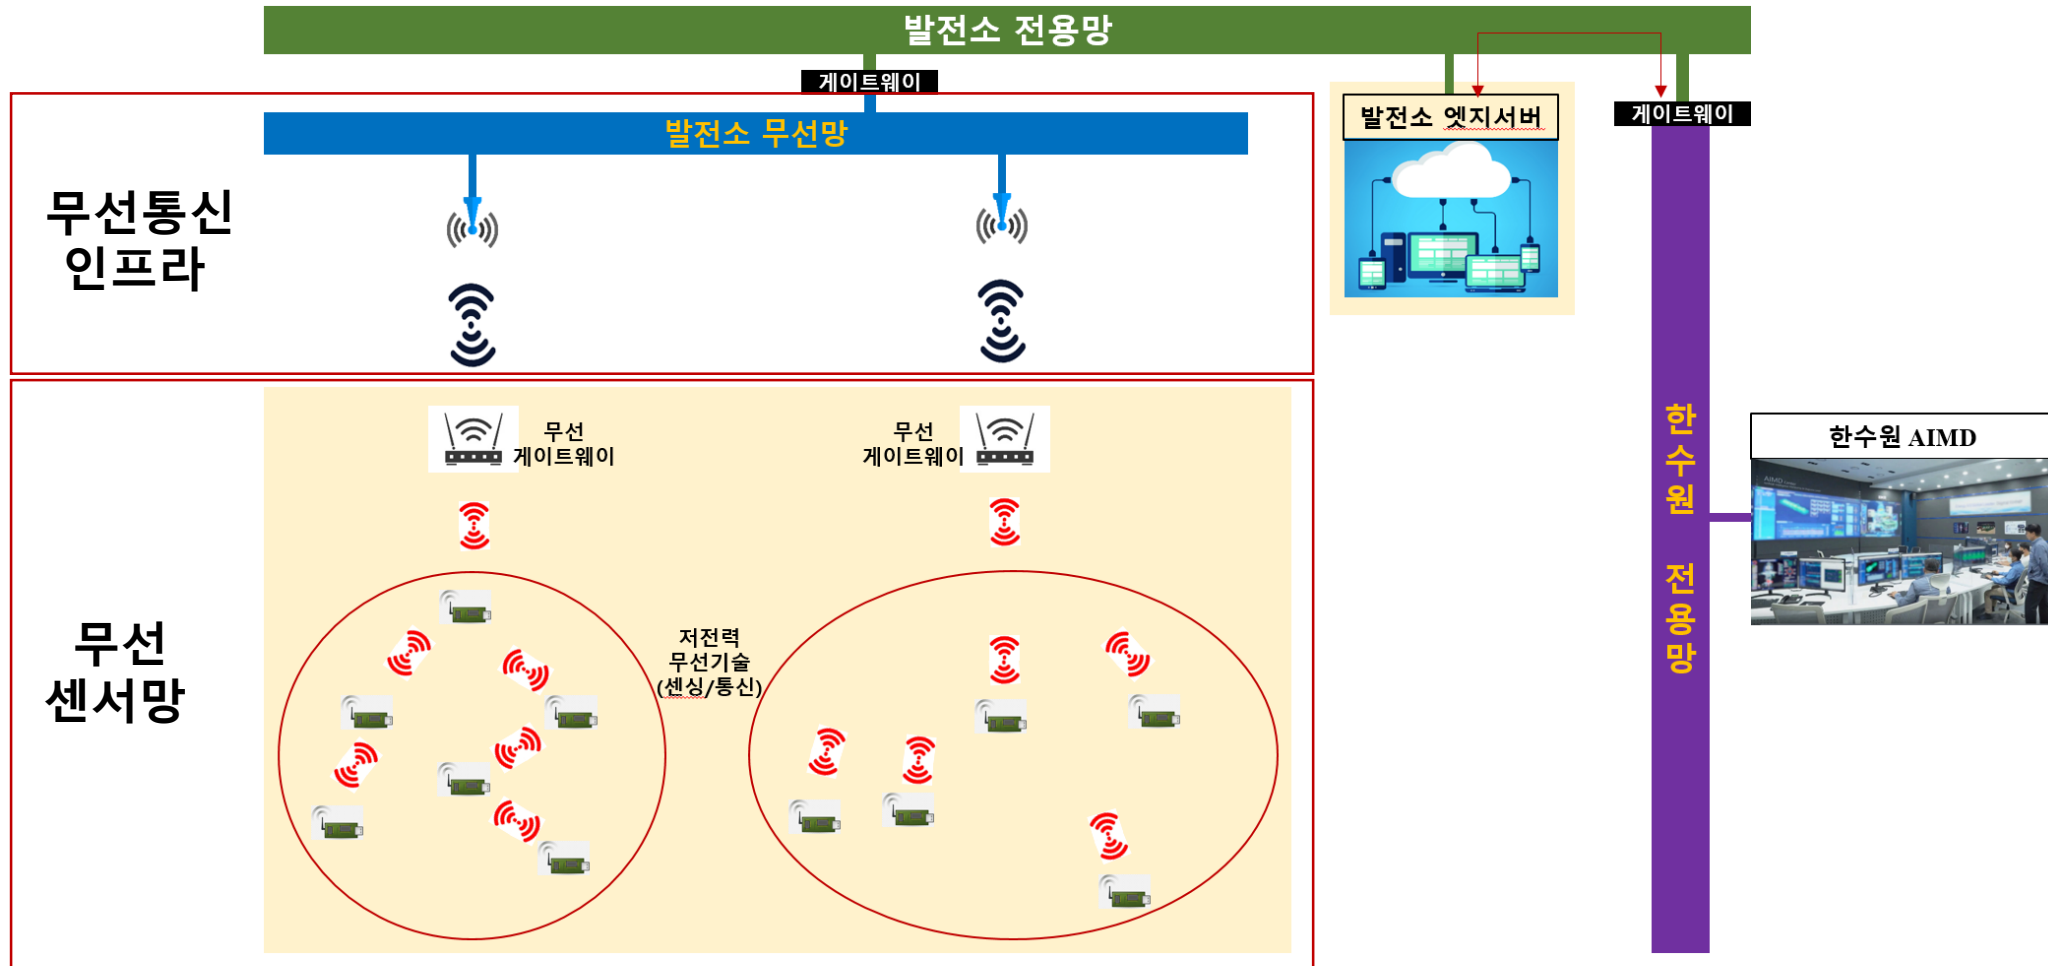 발전소 전용망
게이트웨이
발전소 무선망
발전소 엣지서버
게이트웨이
무선통신
인프라
무선
게이트웨이
무선
게이트웨이
한수원 전용망
한수원 AIMD
AIMD
저전력
무선기술
(센싱/통신)
무선
센서망